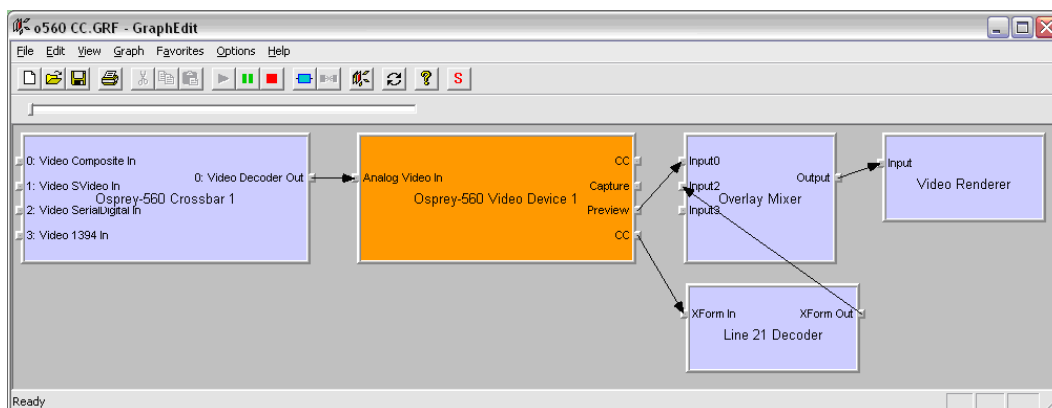 o560 CC.GRF - GraphEdit
File Edit View Graph Favorites Options Help
S
0: Video Composite In
1: Video SVideo In
2: Video SerialDigital In
3: Video 1394 In
0: Video Decoder Out
Osprey-560 Crossbar 1
Analog Video In
Osprey-560 Video Device 1
CC
Capture
Preview
CC
Input0
Input2
Input3
Output
Overlay Mixer
Input
Video Renderer
XForm In
XForm Out
Line 21 Decoder
Ready